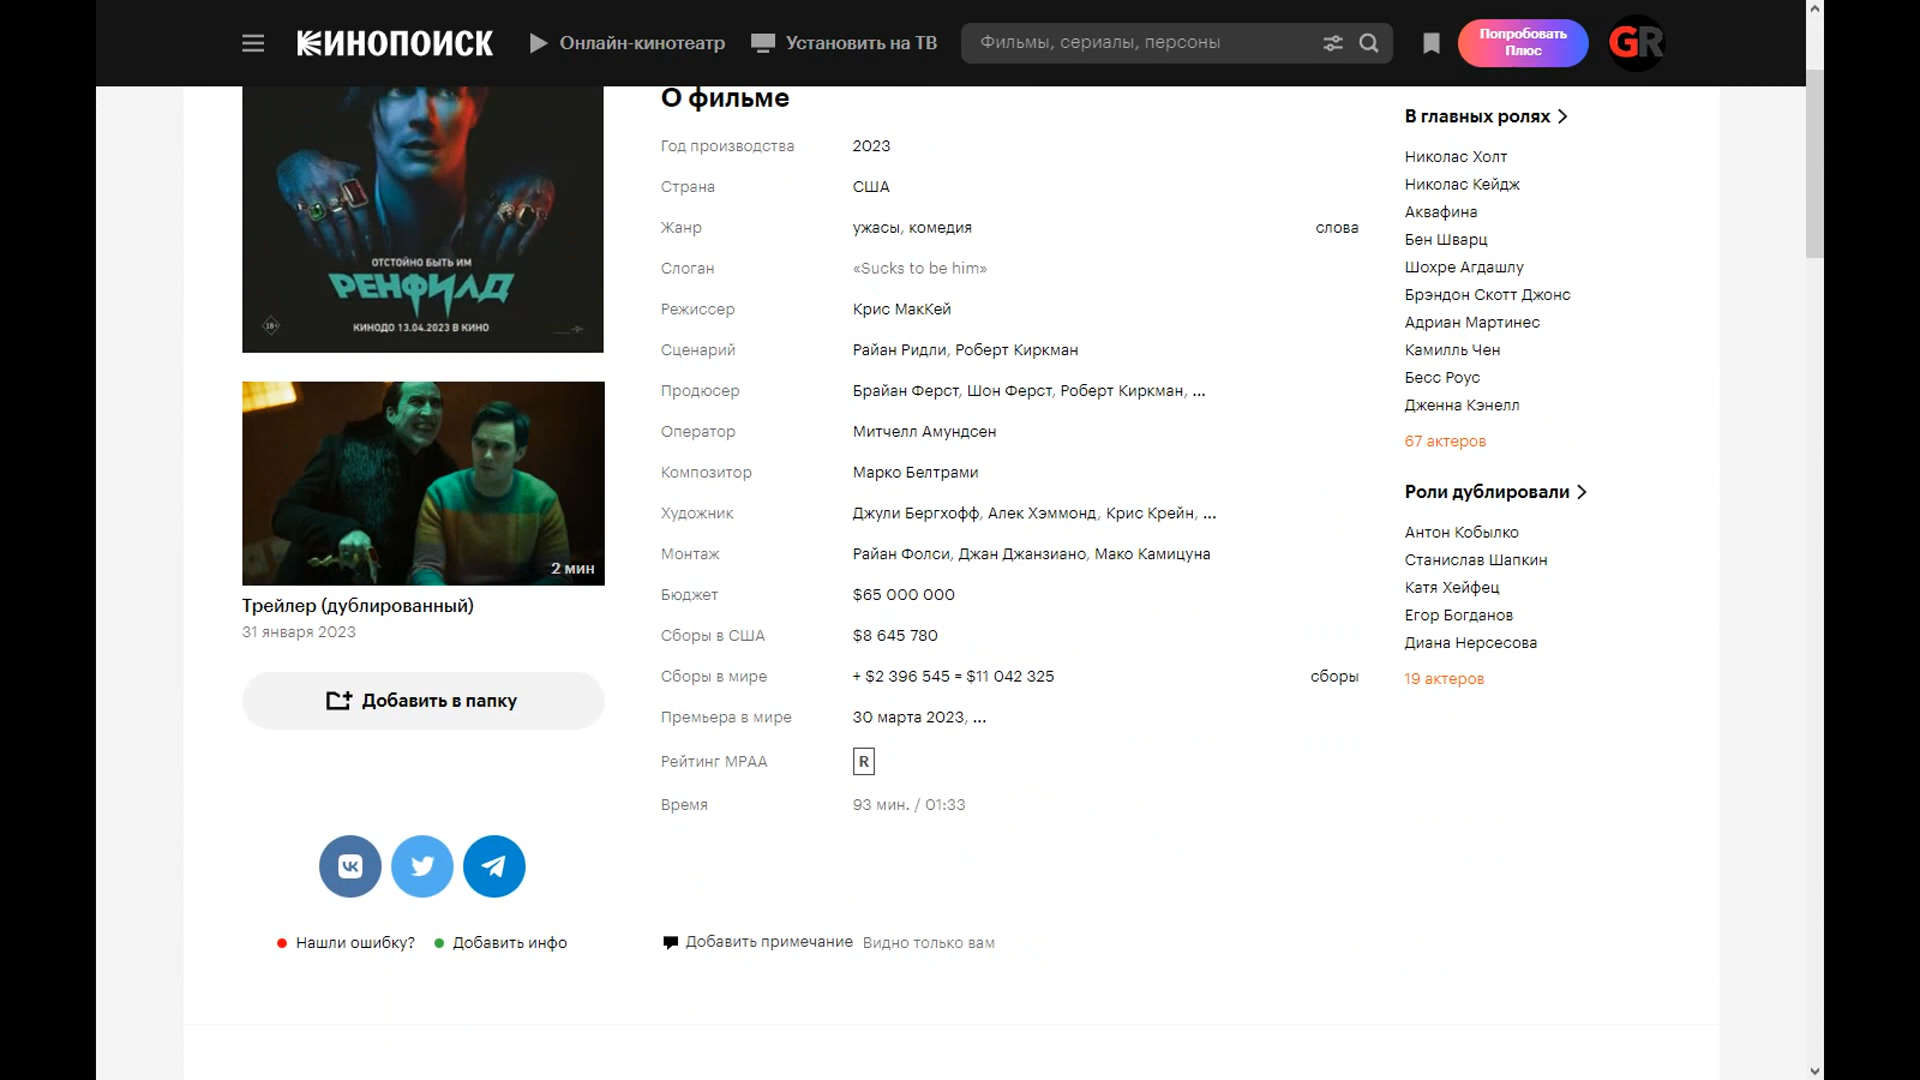 КИНОПОИСК
Онлайн-кинотеатр
Установить на ТВ
Фильмы, сериалы, персоны
Попробовать
Плюс
GR
ОТСТОЙНО БЫТЬ ИМ
РЕНФИЛД
18+
КИНОДО 13.04.2023 В КИНО
2 мин
Трейлер (дублированный)
31 января 2023
Добавить в папку
Нашли ошибку?
Добавить инфо
О фильме
Год производства 2023
Страна США
Жанр ужасы, комедия слова
Слоган «Sucks to be him»
Режиссер Крис МакКей
Сценарий Райан Ридли, Роберт Киркман
Продюсер Брайан Ферст, Шон Ферст, Роберт Киркман, ...
Оператор Митчелл Амундсен
Композитор Марко Белтрами
Художник Джули Бергхофф, Алек Хэммонд, Крис Крейн, ...
Монтаж Райан Фолси, Джан Джанзиано, Мако Камицуна
Бюджет $65 000 000
Сборы в США $8 645 780
Сборы в мире + $2 396 545 = $11 042 325 сборы
Премьера в мире 30 марта 2023, ...
Рейтинг MPAA R
Время 93 мин. / 01:33
Добавить примечание Видно только вам
В главных ролях
Николас Холт
Николас Кейдж
Аквафина
Бен Шварц
Шохре Агдашлу
Брэндон Скотт Джонс
Адриан Мартинес
Камилль Чен
Бесс Роус
Дженна Кэнелл
67 актеров
Роли дублировали
Антон Кобылко
Станислав Шапкин
Катя Хейфец
Егор Богданов
Диана Нерсесова
19 актеров